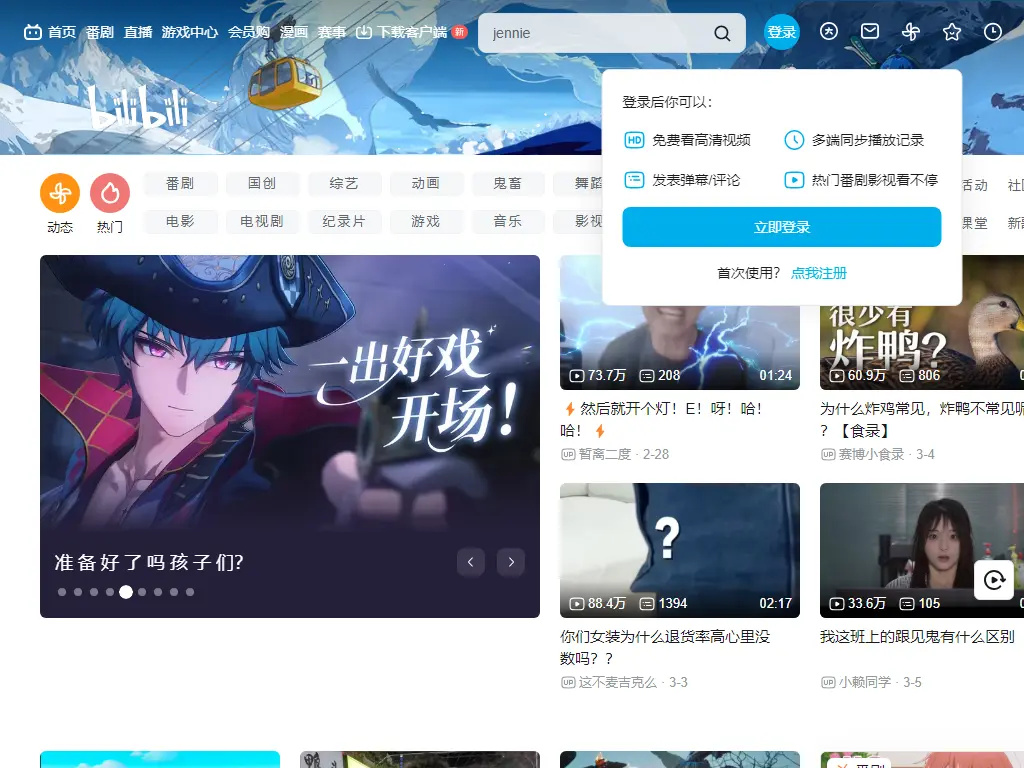 首页 番剧 直播 游戏中心 会员购 漫画 赛事 下载客户端 新
jennie
登录
bilibili
登录后你可以：
HD 免费看高清视频
多端同步播放记录
发表弹幕/评论
热门番剧影视看不停
立即登录
首次使用？ 点我注册
动态 热门
番剧 国创 综艺 动画 鬼畜 舞蹈 活动
电影 电视剧 纪录片 游戏 音乐 影视 课堂
一出好戏
开场！
准备好了吗孩子们?
73.7万 208 01:24
⚡然后就开个灯！E！呀！哈！
哈！⚡
UP 暂离二度 · 2-28
很少有
炸鸭？
60.9万 806
为什么炸鸡常见，炸鸭不常见呢
？【食录】
UP 赛博小食录 · 3-4
?
88.4万 1394 02:17
你们女装为什么退货率高心里没
数吗？？
UP 这不麦吉克么 · 3-3
33.6万 105
我这班上的跟见鬼有什么区别
UP 小赖同学 · 3-5